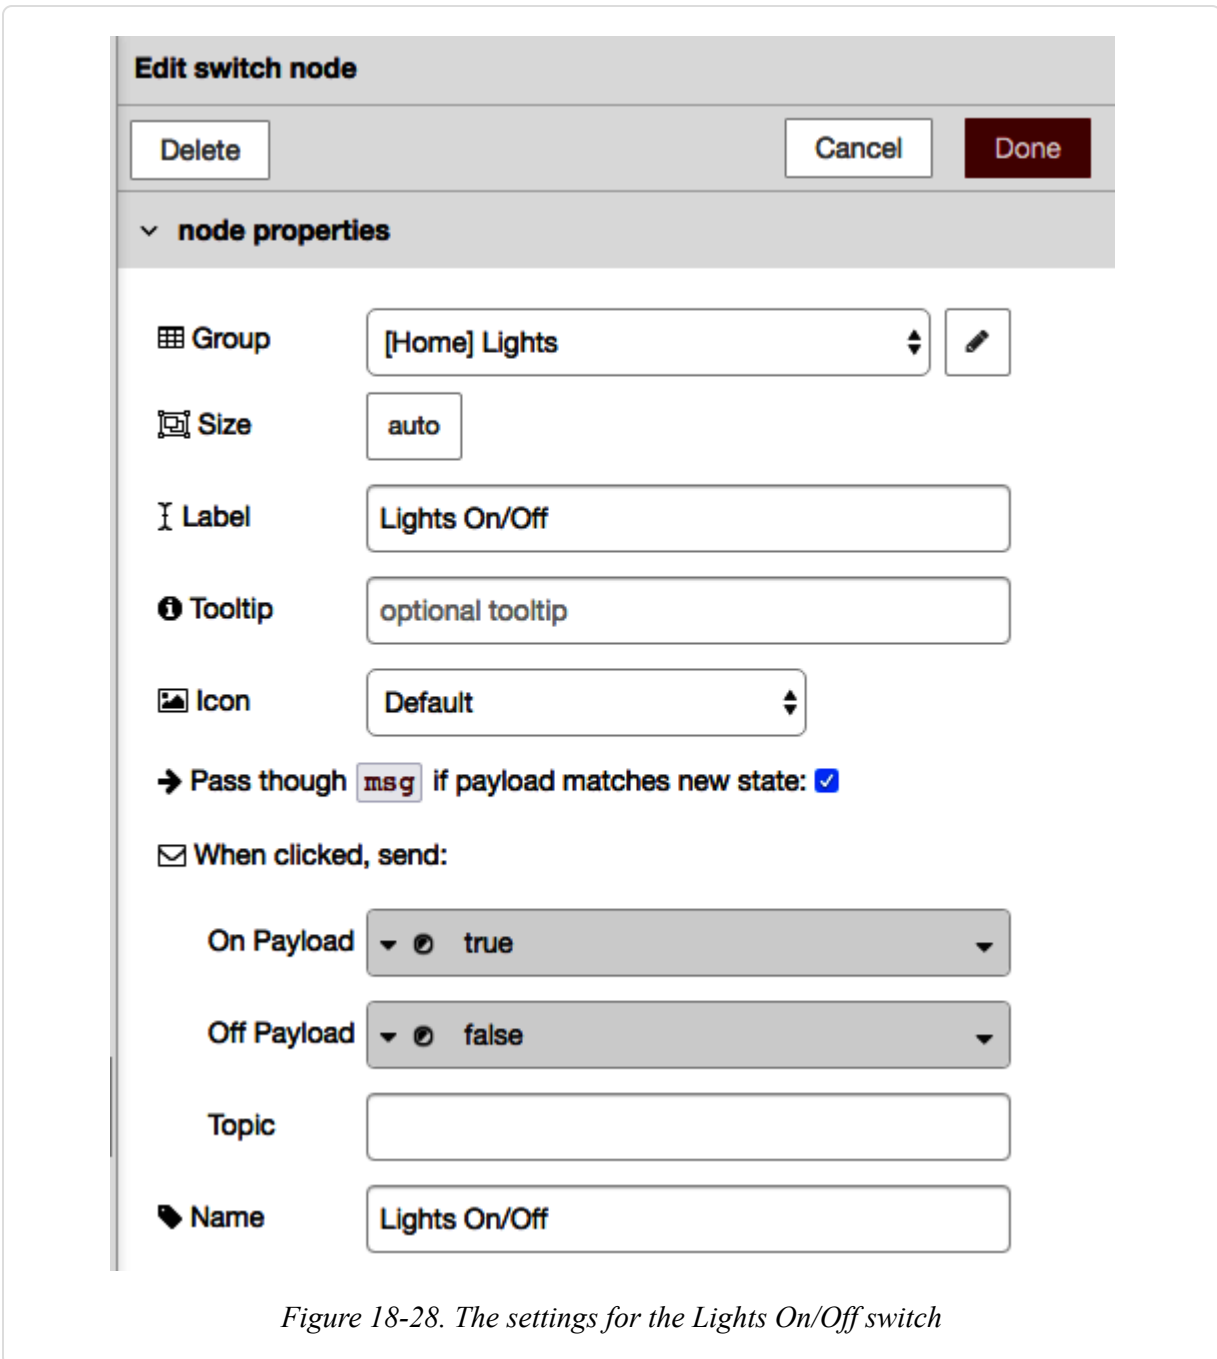 Edit switch node
Delete Cancel Done
node properties
Group [Home] Lights
Size auto
Label Lights On/Off
Tooltip optional tooltip
Icon Default
Pass though msg if payload matches new state:
When clicked, send:
On Payload true
Off Payload false
Topic
Name Lights On/Off
Figure 18-28. The settings for the Lights On/Off switch